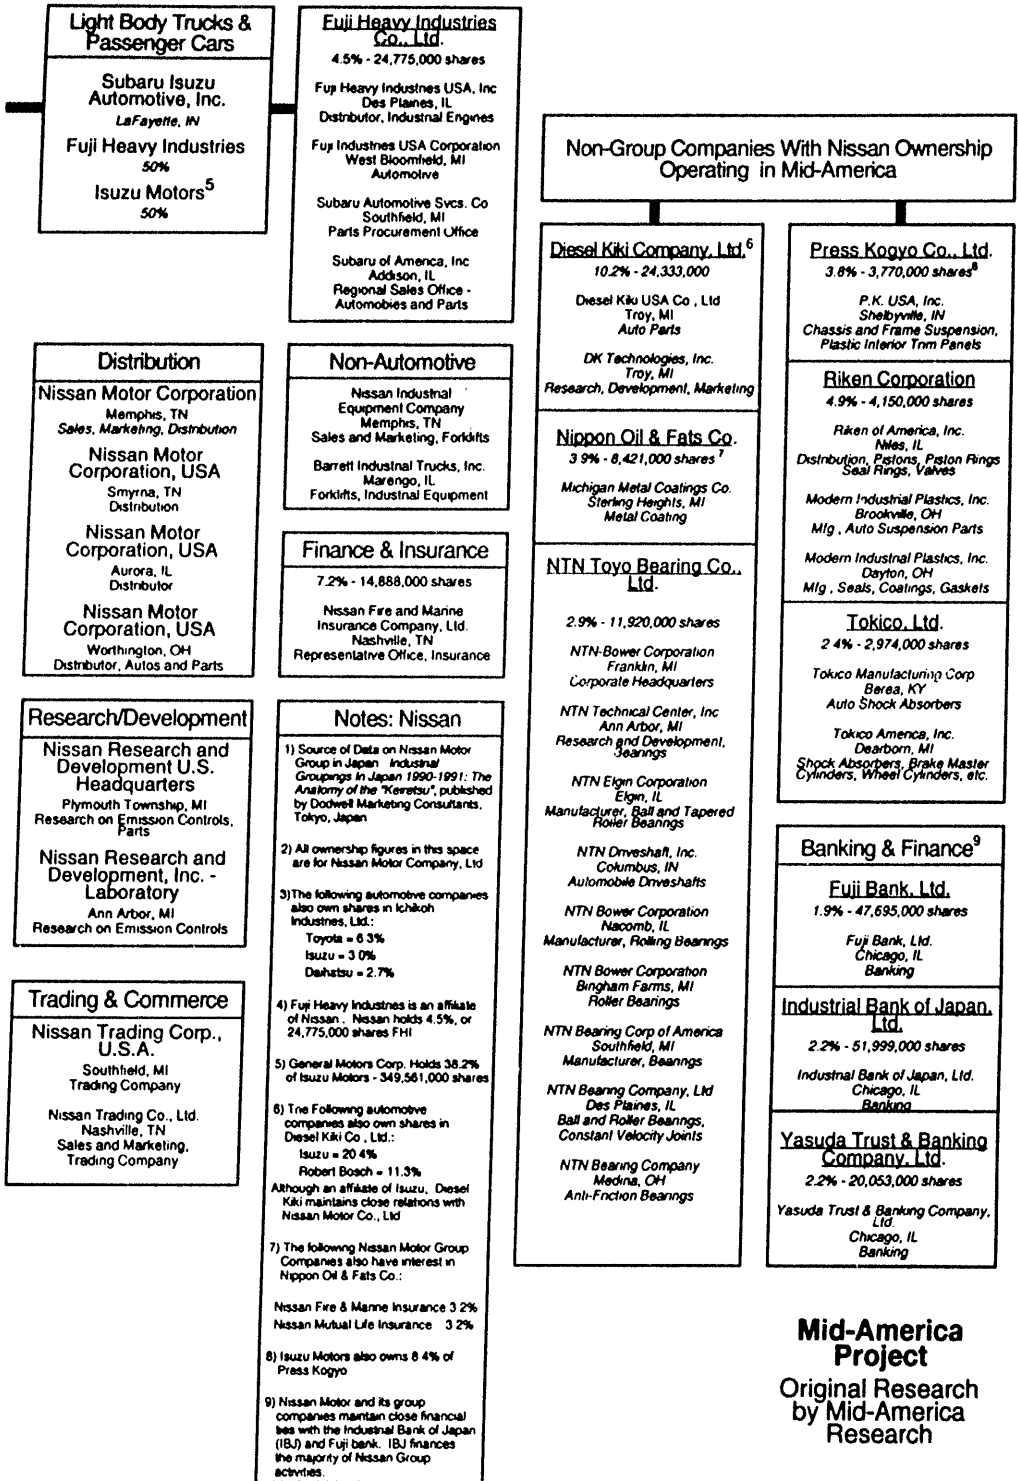 Light Body Trucks &
Passenger Cars
Subaru Isuzu
Automotive, Inc.
LaFayette, IN
Fuji Heavy Industries
50%
Isuzu Motors5
50%
Fuji Heavy Industries
Co., Ltd.
4.5% - 24,775,000 shares
Fuji Heavy Industries USA, Inc
Des Plaines, IL
Distributor, Industrial Engines
Fuji Industries USA Corporation
West Bloomfield, MI
Automotive
Subaru Automotive Svcs. Co
Southfield, MI
Parts Procurement Office
Subaru of America, Inc
Addison, IL
Regional Sales Office -
Automobies and Parts
Distribution
Nissan Motor Corporation
Memphis, TN
Sales, Marketing, Distribution
Nissan Motor
Corporation, USA
Smyrna, TN
Distribution
Nissan Motor
Corporation, USA
Aurora, IL
Distributor
Nissan Motor
Corporation, USA
Worthington, OH
Distributor, Autos and Parts
Non-Automotive
Nissan Industrial
Equipment Company
Memphis, TN
Sales and Marketing, Forklifts
Barrett Industrial Trucks, Inc.
Marengo, IL
Forklifts, Industrial Equipment
Finance & Insurance
7.2% - 14,888,000 shares
Nissan Fire and Marine
Insurance Company, Ltd.
Nashville, TN
Representative Office, Insurance
Research/Development
Nissan Research and
Development U.S.
Headquarters
Plymouth Township, MI
Research on Emission Controls,
Parts
Nissan Research and
Development, Inc. -
Laboratory
Ann Arbor, MI
Research on Emission Controls
Trading & Commerce
Nissan Trading Corp.,
U.S.A.
Southfield, MI
Trading Company
Nissan Trading Co., Ltd.
Nashville, TN
Sales and Marketing,
Trading Company
Notes: Nissan
1) Source of Data on Nissan Motor
Group in Japan Industrial
Groupings in Japan 1990-1991: The
Anatomy of the "Keiretsu", published
by Dodwell Marketing Consultants,
Tokyo, Japan
2) All ownership figures in this space
are for Nissan Motor Company, Ltd
3)The following automotive companies
also own shares in Ichikoh
Industries, Ltd.:
Toyota = 6 3%
Isuzu = 3 0%
Daihatsu = 2.7%
4) Fuji Heavy Industries is an affiliate
of Nissan . Nissan holds 4.5%, or
24,775,000 shares FHI
5) General Motors Corp. Holds 38.2%
of Isuzu Motors - 349,561,000 shares
6) The Following automotive
companies also own shares in
Diesel Kiki Co , Ltd.:
Isuzu = 20 4%
Robert Bosch = 11.3%
Although an affiliate of Isuzu, Diesel
Kiki maintains close relations with
Nissan Motor Co., Ltd
7) The following Nissan Motor Group
Companies also have interest in
Nippon Oil & Fats Co.:
Nissan Fire & Marine Insurance 3 2%
Nissan Mutual Life Insurance 3 2%
8) Isuzu Motors also owns 8 4% of
Press Kogyo
9) Nissan Motor and its group
companies maintain close financial
ties with the Industrial Bank of Japan
(IBJ) and Fuji bank. IBJ finances
the majority of Nissan Group
activities.
Non-Group Companies With Nissan Ownership
Operating in Mid-America
Diesel Kiki Company, Ltd.6
10.2% - 24,333,000
Diesel Kiki USA Co , Ltd
Troy, MI
Auto Parts
DK Technologies, Inc.
Troy, MI
Research, Development, Marketing
Nippon Oil & Fats Co.
3 9% - 8,421,000 shares 7
Michigan Metal Coatings Co.
Sterling Heights, MI
Metal Coating
NTN Toyo Bearing Co.,
Ltd.
2.9% - 11,920,000 shares
NTN-Bower Corporation
Franklin, MI
Corporate Headquarters
NTN Technical Center, Inc
Ann Arbor, MI
Research and Development,
Bearings
NTN Elgin Corporation
Elgin, IL
Manufacturer, Ball and Tapered
Roller Bearings
NTN Driveshaft, Inc.
Columbus, IN
Automobile Driveshafts
NTN Bower Corporation
Nacomb, IL
Manufacturer, Rolling Bearings
NTN Bower Corporation
Bingham Farms, MI
Roller Bearings
NTN Bearing Corp of America
Southfield, MI
Manufacturer, Bearings
NTN Bearing Company, Ltd
Des Plaines, IL
Ball and Roller Bearings,
Constant Velocity Joints
NTN Bearing Company
Medina, OH
Anti-Friction Bearings
Press Kogyo Co., Ltd.
3.8% - 3,770,000 shares8
P.K. USA, Inc.
Shelbyville, IN
Chassis and Frame Suspension,
Plastic Interior Trim Panels
Riken Corporation
4.9% - 4,150,000 shares
Riken of America, Inc.
Niles, IL
Distribution, Pistons, Piston Rings
Seal Rings, Valves
Modern Industrial Plastics, Inc.
Brookville, OH
Mfg , Auto Suspension Parts
Modern Industrial Plastics, Inc.
Dayton, OH
Mfg , Seals, Coatings, Gaskets
Tokico, Ltd.
2 4% - 2,974,000 shares
Tokico Manufacturing Corp
Berea, KY
Auto Shock Absorbers
Tokico America, Inc.
Dearborn, MI
Shock Absorbers, Brake Master
Cylinders, Wheel Cylinders, etc.
Banking & Finance9
Fuji Bank, Ltd.
1.9% - 47,695,000 shares
Fuji Bank, Ltd.
Chicago, IL
Banking
Industrial Bank of Japan,
Ltd.
2.2% - 51,999,000 shares
Industrial Bank of Japan, Ltd.
Chicago, IL
Banking
Yasuda Trust & Banking
Company, Ltd.
2.2% - 20,053,000 shares
Yasuda Trust & Banking Company,
Ltd.
Chicago, IL
Banking
Mid-America
Project
Original Research
by Mid-America
Research